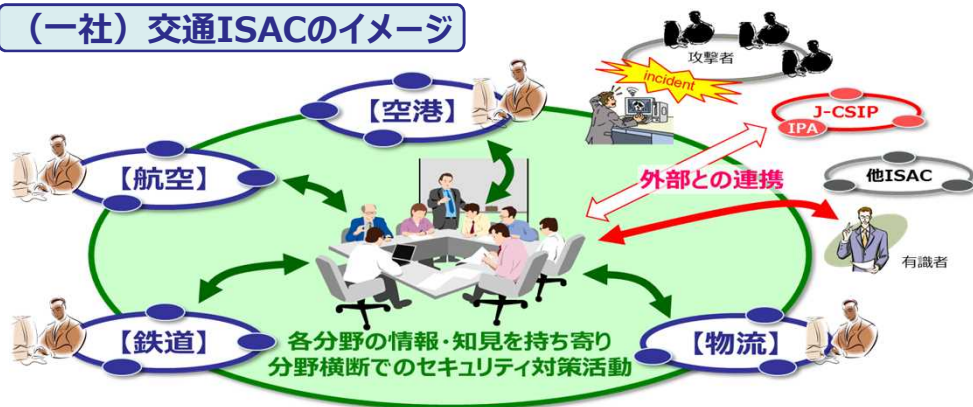 （一社）交通ISACのイメージ
攻撃者
incident
【空港】
J-CSIP
IPA
【航空】
外部との連携
他ISAC
有識者
【鉄道】
【物流】
各分野の情報・知見を持ち寄り
分野横断でのセキュリティ対策活動